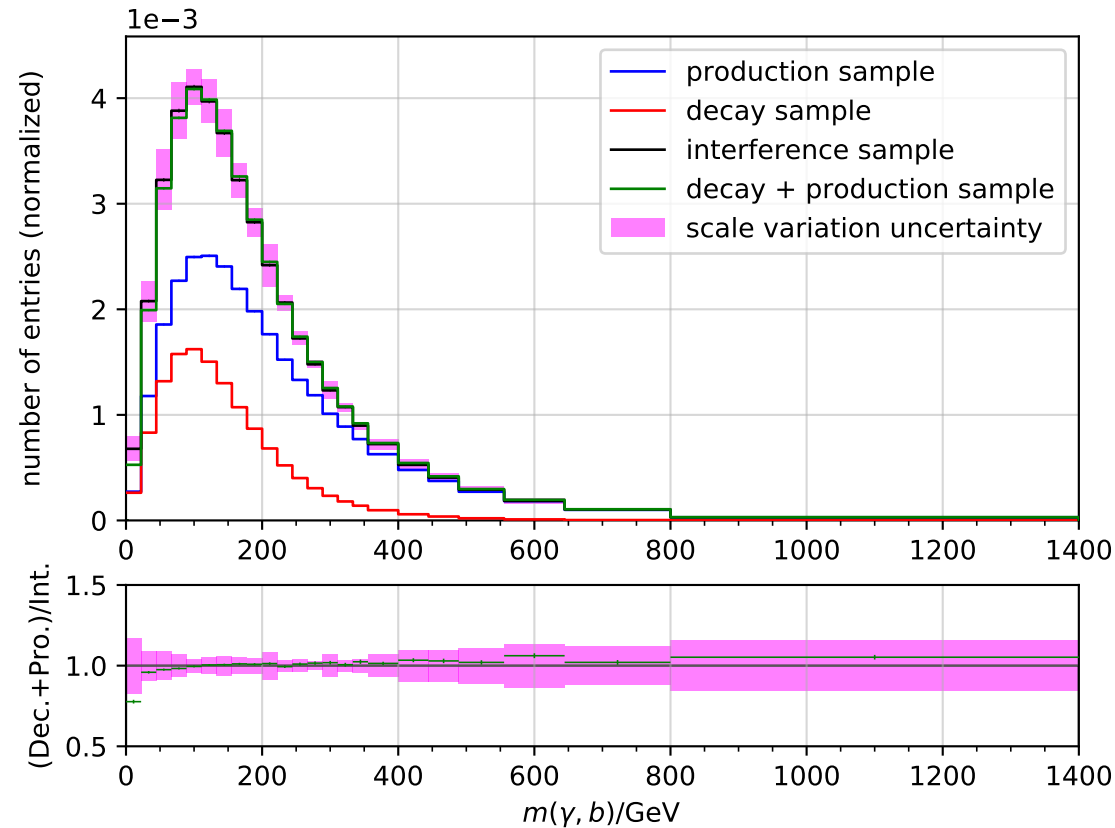 1e−3
number of entries (normalized)
4
3
2
1
0
production sample
decay sample
interference sample
decay + production sample
scale variation uncertainty
0 200 400 600 800 1000 1200 1400
(Dec.+Pro.)/Int.
1.5
1.0
0.5
0 200 400 600 800 1000 1200 1400
m(γ, b)/GeV